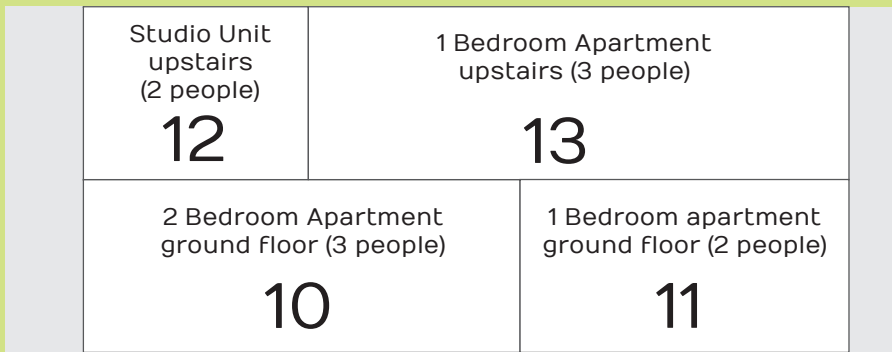 Studio Unit
upstairs
(2 people)
12
1 Bedroom Apartment
upstairs (3 people)
13
2 Bedroom Apartment
ground floor (3 people)
10
1 Bedroom apartment
ground floor (2 people)
11